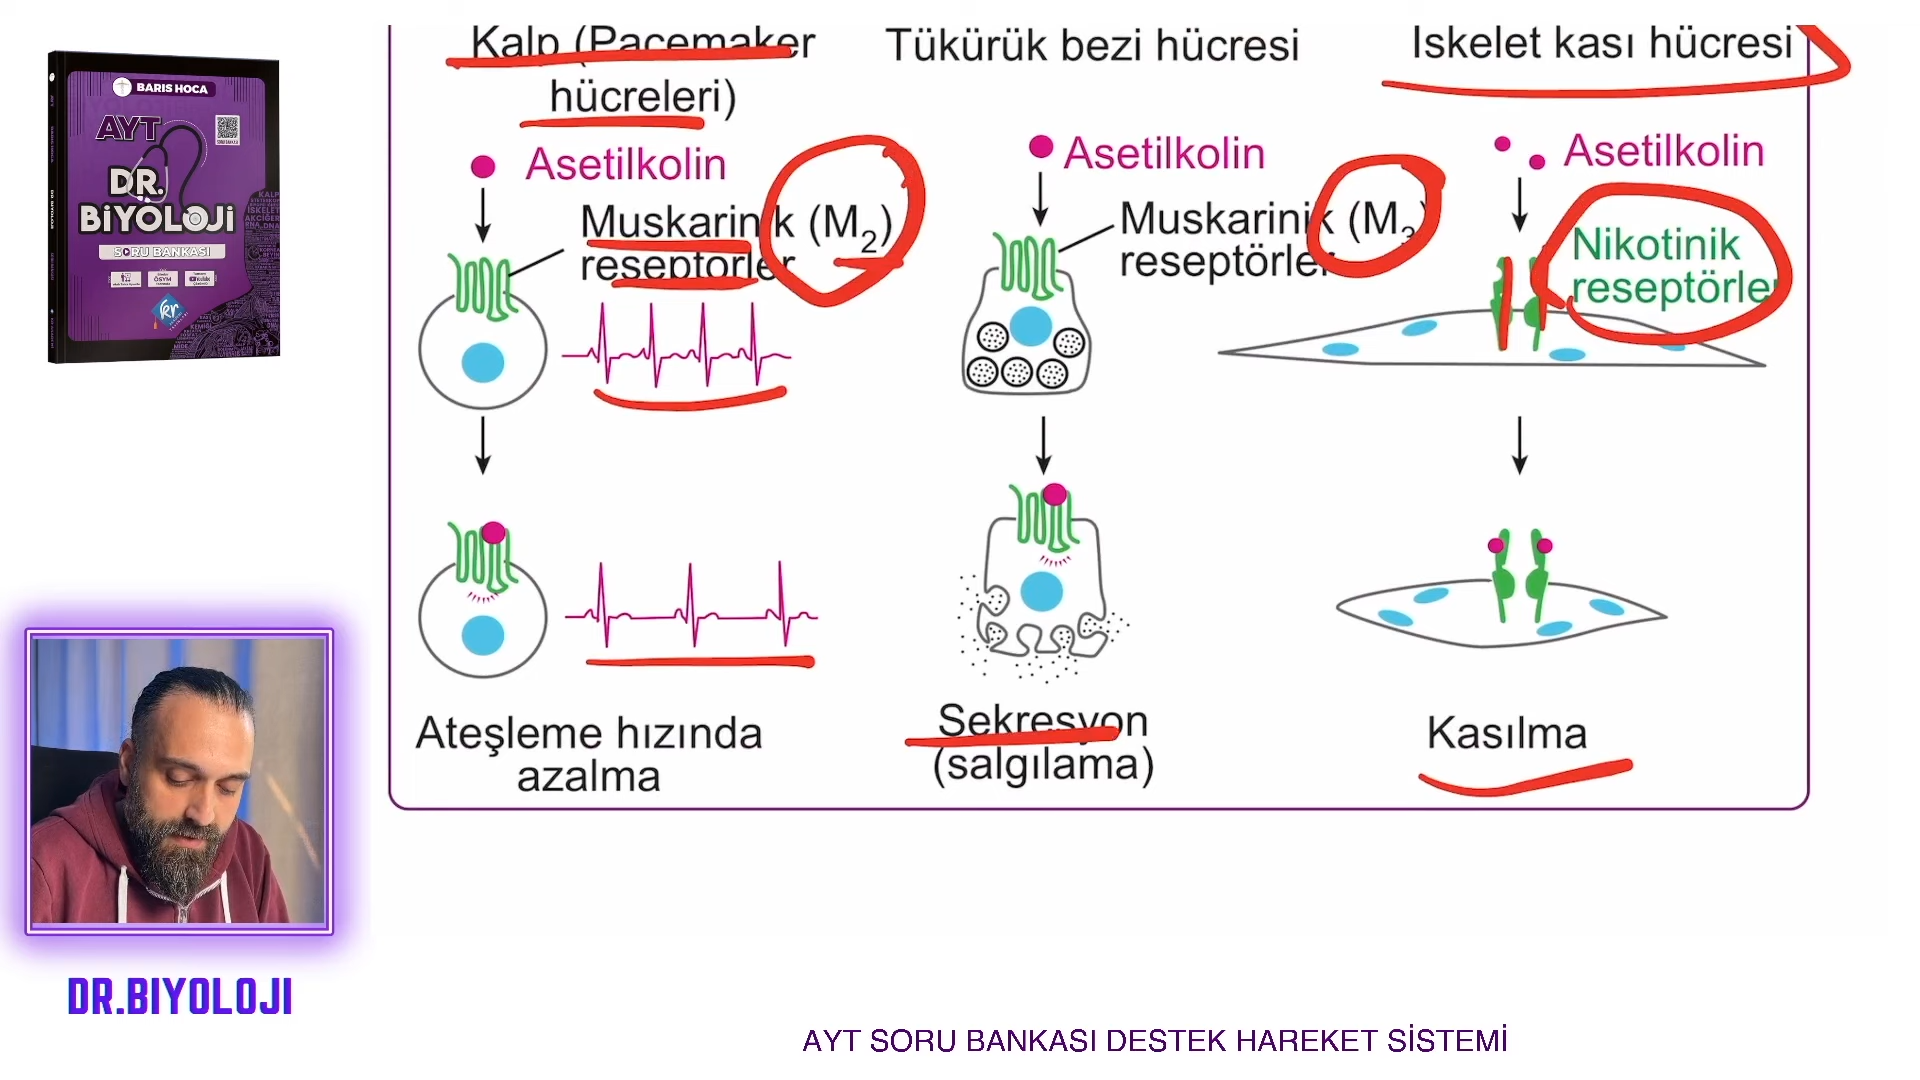 BARIS HOCA
AYT
DR.
BİYOLOJİ
SORU BANKASI
Kalp (Pacemaker
hücreleri)
Asetilkolin
Muskarinik (M2)
reseptörler
Ateşleme hızında
azalma
Tükürük bezi hücresi
Asetilkolin
Muskarinik (M3)
reseptörler
Sekresyon
(salgılama)
İskelet kası hücresi
Asetilkolin
Nikotinik
reseptörler
Kasılma
DR.BIYOLOJI
AYT SORU BANKASI DESTEK HAREKET SİSTEMİ